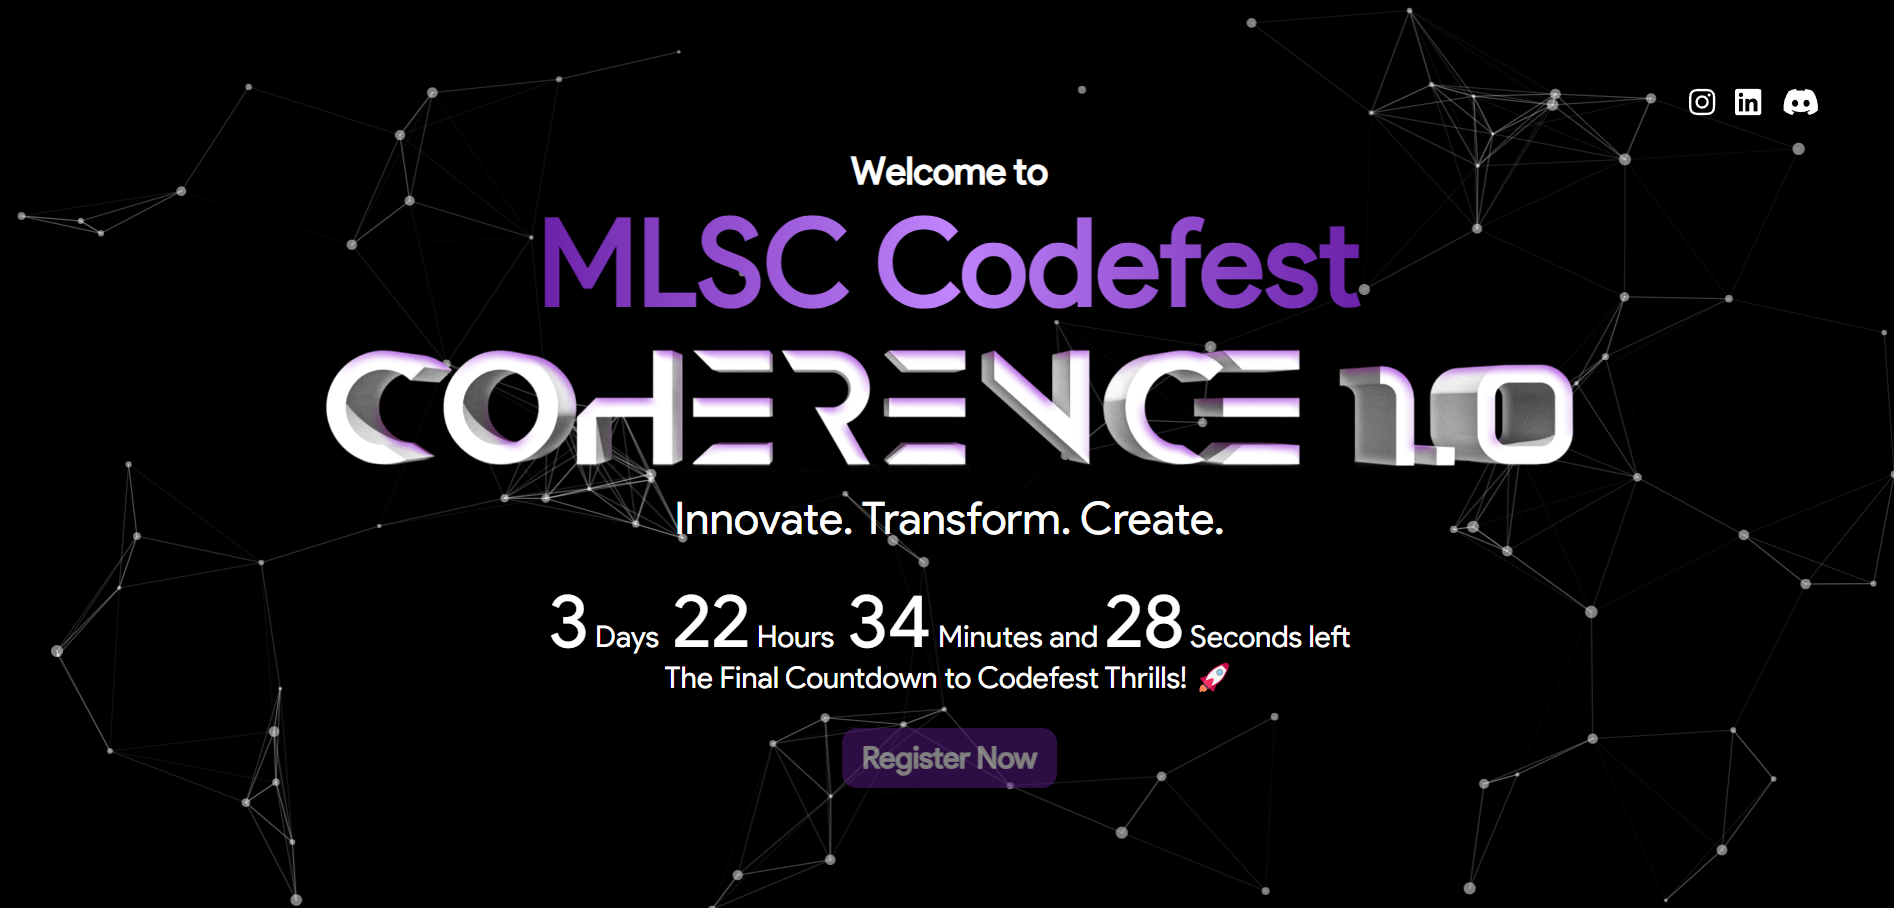 Welcome to
MLSC Codefest
COHERENCE 1.0
Innovate. Transform. Create.
3 Days 22 Hours 34 Minutes and 28 Seconds left
The Final Countdown to Codefest Thrills! 🚀
Register Now